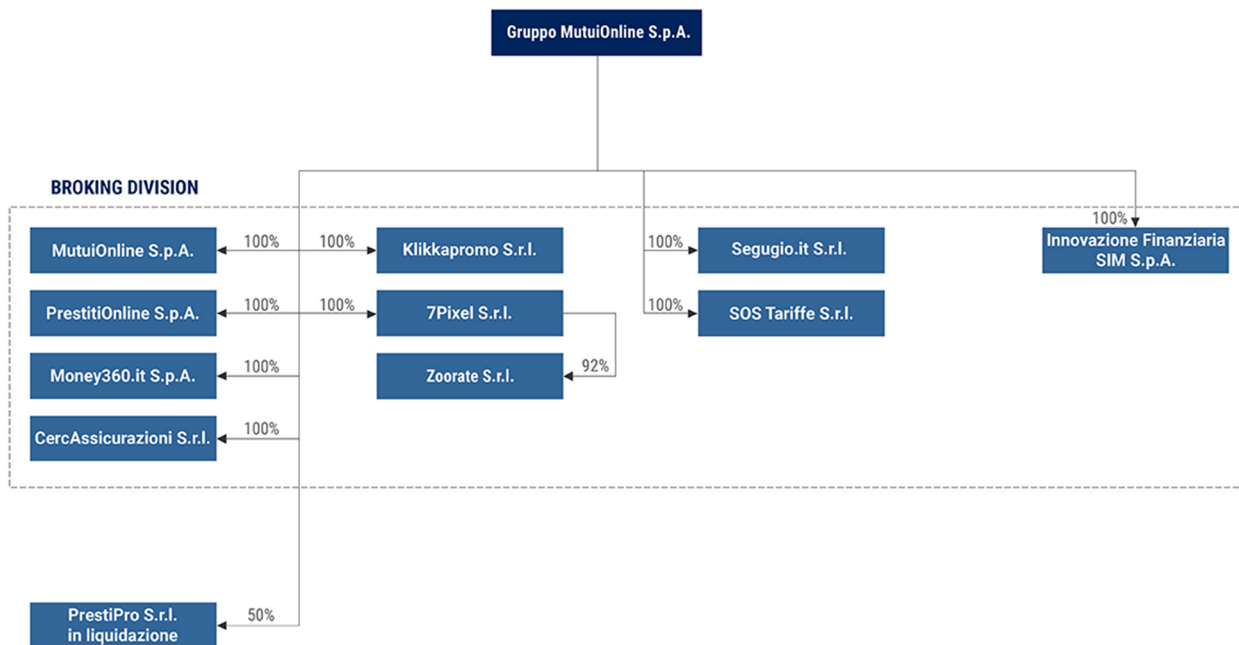 Gruppo MutuiOnline S.p.A.
BROKING DIVISION
MutuiOnline S.p.A.
100%
100%
Klikkapromo S.r.l.
100%
Segugio.it S.r.l.
100%
Innovazione Finanziaria
SIM S.p.A.
PrestitiOnline S.p.A.
100%
100%
7Pixel S.r.l.
100%
SOS Tariffe S.r.l.
Money360.it S.p.A.
100%
Zoorate S.r.l.
92%
CercAssicurazioni S.r.l.
100%
PrestiPro S.r.l.
in liquidazione
50%